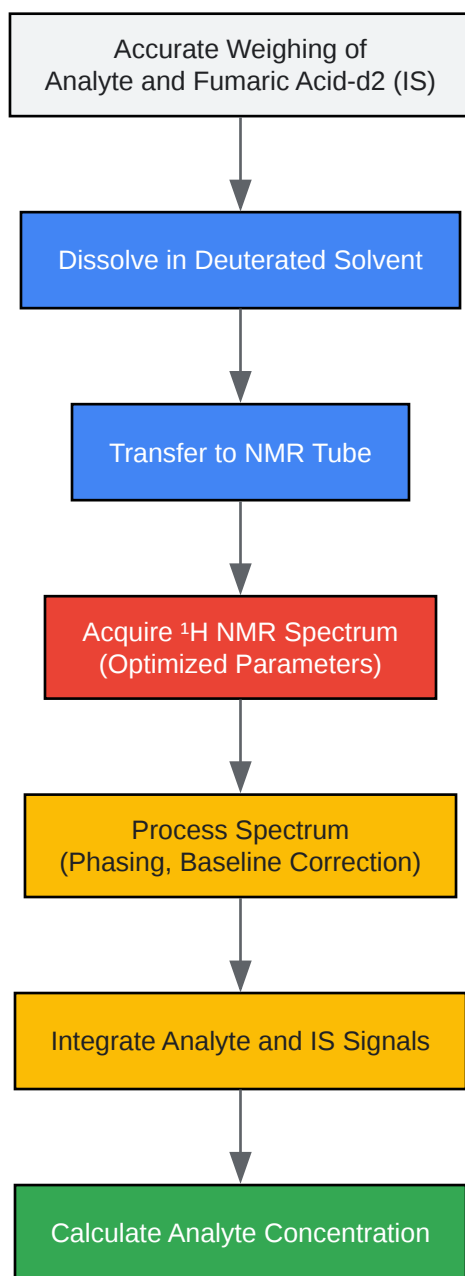 Accurate Weighing of
Analyte and Fumaric Acid-d2 (IS)
Dissolve in Deuterated Solvent
Transfer to NMR Tube
Acquire ¹H NMR Spectrum
(Optimized Parameters)
Process Spectrum
(Phasing, Baseline Correction)
Integrate Analyte and IS Signals
Calculate Analyte Concentration